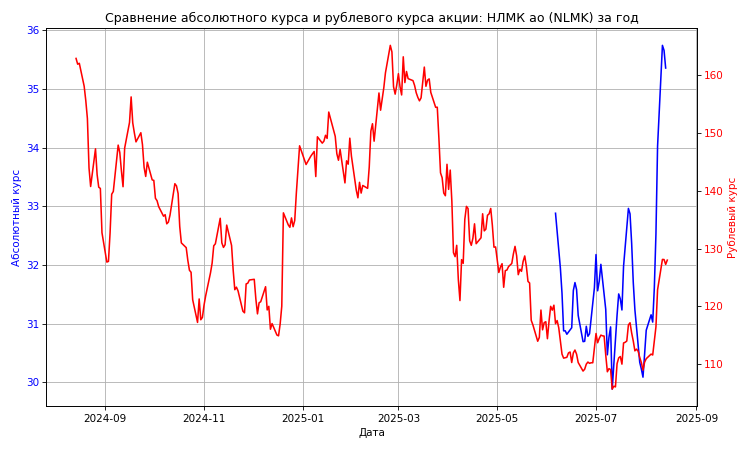 Сравнение абсолютного курса и рублевого курса акции: НЛМК ао (NLMK) за год
36
35
34
33
32
31
30
Абсолютный курс
160
150
140
130
120
110
Рублевый курс
2024-09 2024-11 2025-01 2025-03 2025-05 2025-07 2025-09
Дата